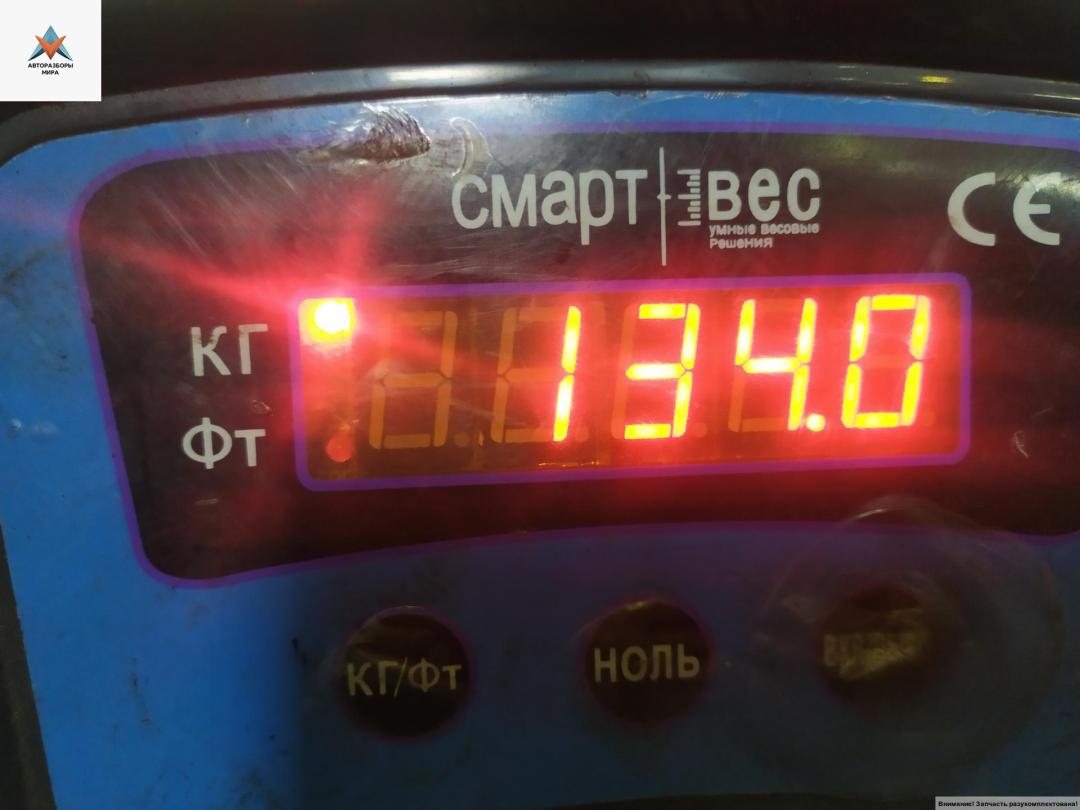 АВТОРАЗБОРЫ
МИРА
смарт вес
умные весовые
решения
CE
КГ
134.0
Фт
КГ/Фт
НОЛЬ
Внимание! Запчасть разукомплектована!